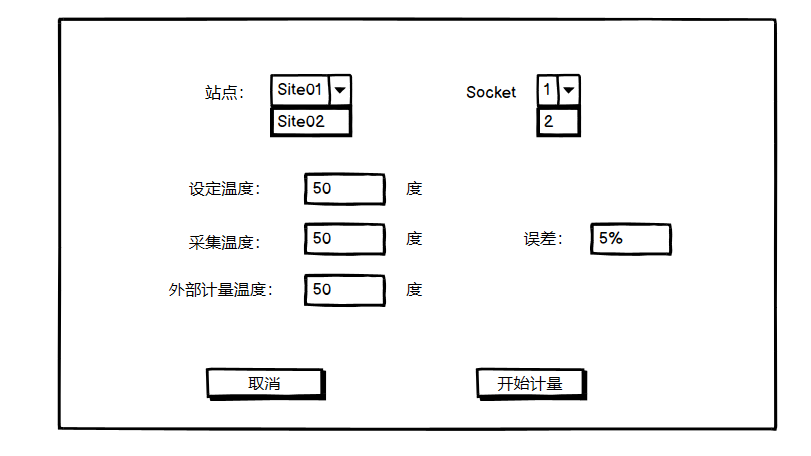 站点： Site01 Socket 1
Site02 2
设定温度： 50 度
采集温度： 50 度 误差： 5%
外部计量温度： 50 度
取消 开始计量